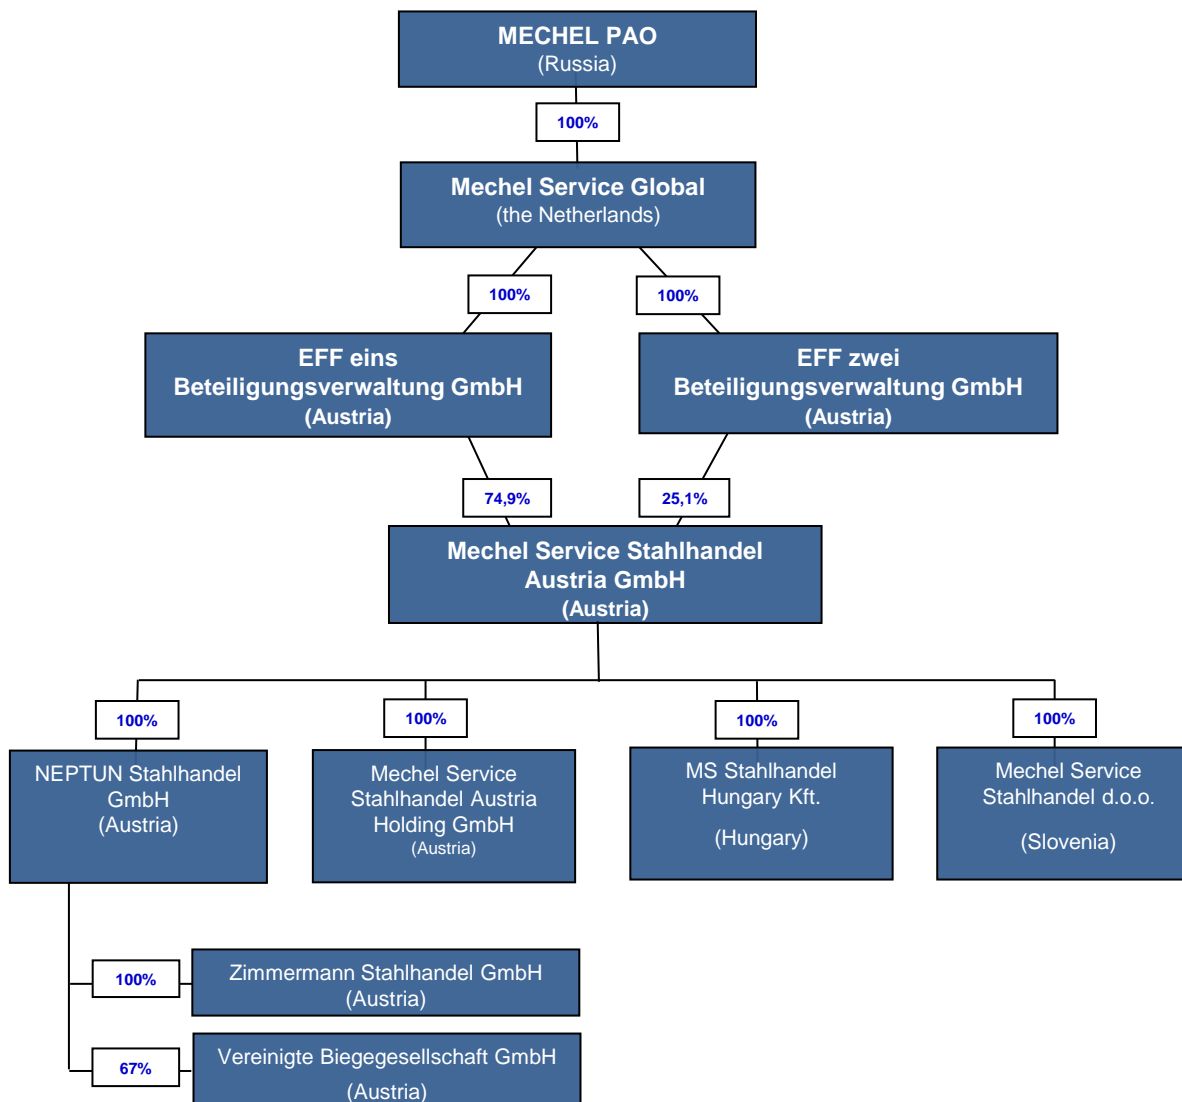 MECHEL PAO
(Russia)
100%
Mechel Service Global
(the Netherlands)
100%
100%
EFF eins
Beteiligungsverwaltung GmbH
(Austria)
EFF zwei
Beteiligungsverwaltung GmbH
(Austria)
74,9%
25,1%
Mechel Service Stahlhandel
Austria GmbH
(Austria)
100%
100%
100%
100%
NEPTUN Stahlhandel
GmbH
(Austria)
Mechel Service
Stahlhandel Austria
Holding GmbH
(Austria)
MS Stahlhandel
Hungary Kft.
(Hungary)
Mechel Service
Stahlhandel d.o.o.
(Slovenia)
100%
Zimmermann Stahlhandel GmbH
(Austria)
67%
Vereinigte Biegegesellschaft GmbH
(Austria)